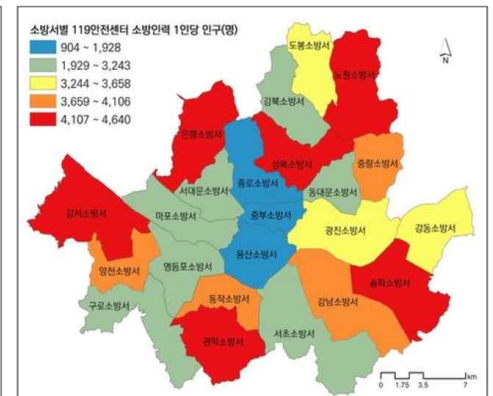 소방서별 119안전센터 소방인력 1인당 인구(명)
904 ~ 1,928
1,929 ~ 3,243
3,244 ~ 3,658
3,659 ~ 4,106
4,107 ~ 4,640
N
도봉소방서
노원소방서
강북소방서
은평소방서
성북소방서
중랑소방서
종로소방서
서대문소방서
동대문소방서
강서소방서
마포소방서
중부소방서
광진소방서
강동소방서
용산소방서
양천소방서
영등포소방서
송파소방서
구로소방서
동작소방서
강남소방서
관악소방서
서초소방서
km
0 1.75 3.5 7